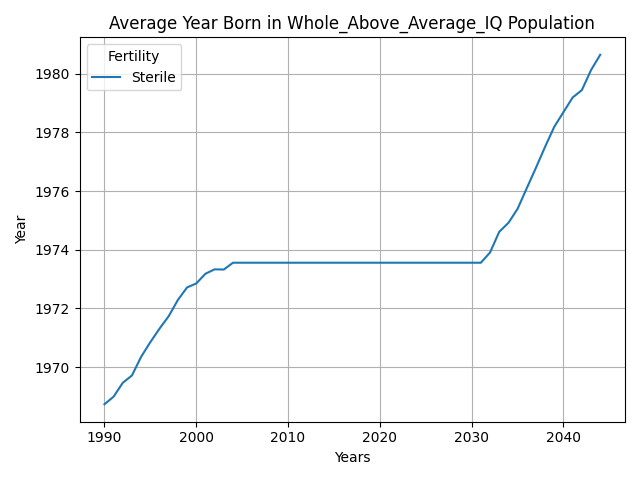 Average Year Born in Whole_Above_Average_IQ Population
Fertility
Sterile
Year
1980
1978
1976
1974
1972
1970
1990 2000 2010 2020 2030 2040
Years